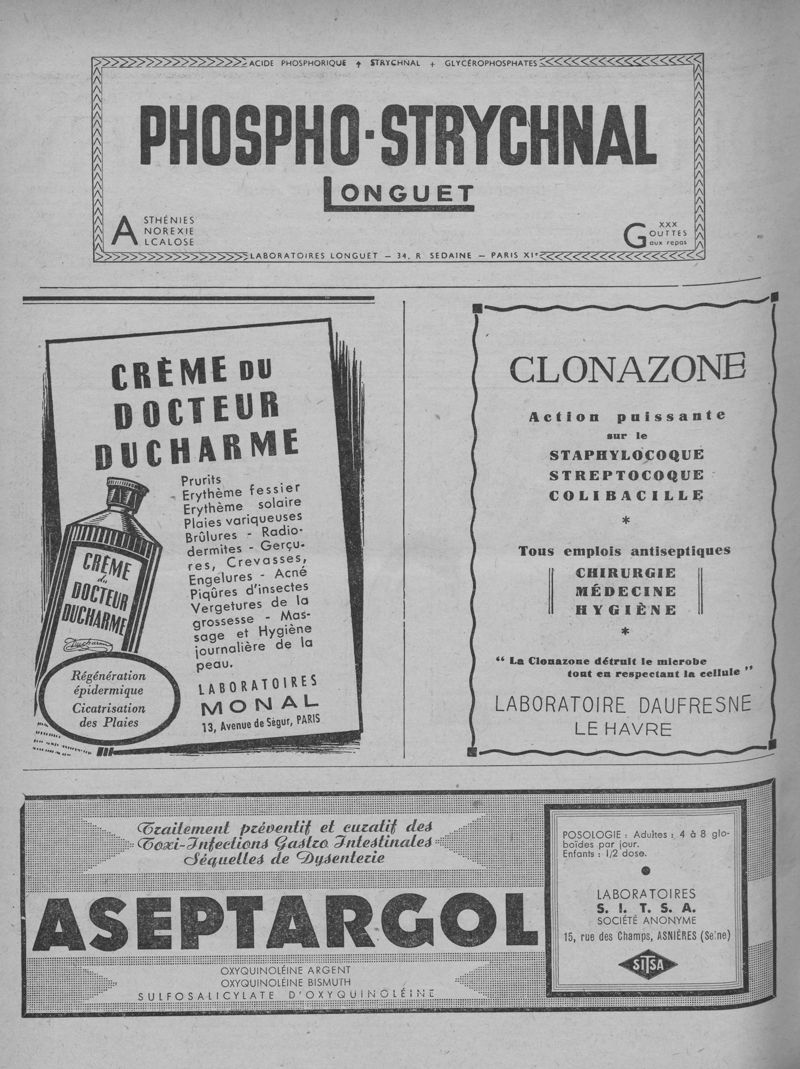 ACIDE PHOSPHORIQUE + STRYCHNAL + GLYCÉROPHOSPHATES
PHOSPHO-STRYCHNAL
LONGUET
ASTHÉNIES
ANOREXIE
ALCALOSE
XXX
GOUTTES
aux repas
LABORATOIRES LONGUET - 34, R SEDAINE - PARIS XIe
CRÈME DU
DOCTEUR
DUCHARME
Prurits
Erythème fessier
Erythème solaire
Plaies variqueuses
Brûlures - Radio-
dermites - Gerçu-
res, Crevasses,
Engelures - Acné
Piqûres d'insectes
Vergetures de la
grossesse - Mas-
sage et Hygiène
journalière de la
peau.
CRÈME
du
DOCTEUR
DUCHARME
Ducharme
Régénération
épidermique
Cicatrisation
des Plaies
LABORATOIRES
MONAL
13, Avenue de Ségur, PARIS
CLONAZONE
Action puissante
sur le
STAPHYLOCOQUE
STREPTOCOQUE
COLIBACILLE
*
Tous emplois antiseptiques
CHIRURGIE
MÉDECINE
HYGIÈNE
*
“ La Clonazone détruit le microbe
tout en respectant la cellule ”
LABORATOIRE DAUFRESNE
LE HAVRE
Traitement préventif et curatif des
Toxi-Infections Gastro Intestinales
Séquelles de Dysenterie
ASEPTARGOL
OXYQUINOLÉINE ARGENT
OXYQUINOLÉINE BISMUTH
SULFOSALICYLATE D'OXYQUINOLÉINE
POSOLOGIE : Adultes : 4 à 8 glo-
boïdes par jour.
Enfants : 1/2 dose.
LABORATOIRES
S. I. T. S. A.
SOCIÉTÉ ANONYME
15, rue des Champs, ASNIÈRES (Seine)
SITSA